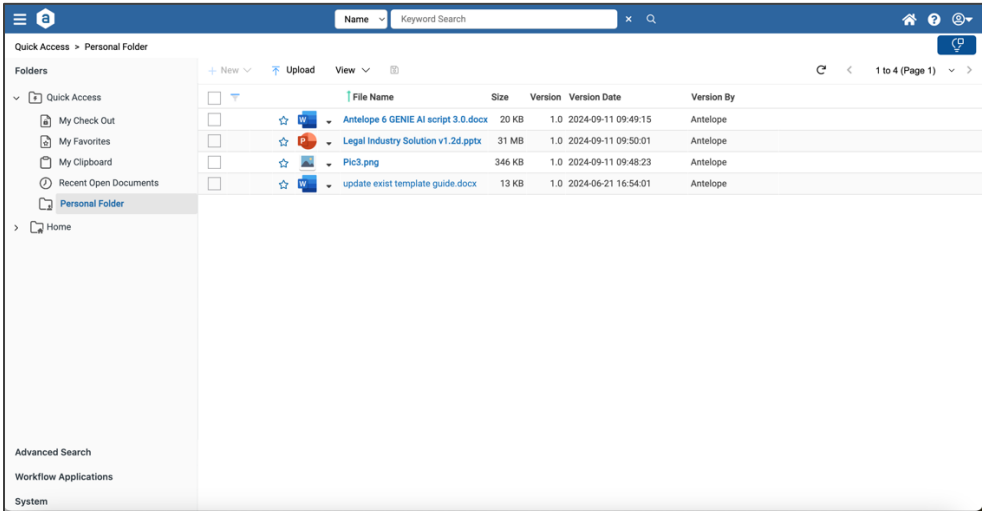 a Name Keyword Search
Quick Access > Personal Folder
Folders
+ New Upload View 1 to 4 (Page 1)
Quick Access
My Check Out
My Favorites
My Clipboard
Recent Open Documents
Personal Folder
Home
File Name Size Version Version Date Version By
Antelope 6 GENIE AI script 3.0.docx 20 KB 1.0 2024-09-11 09:49:15 Antelope
Legal Industry Solution v1.2d.pptx 31 MB 1.0 2024-09-11 09:50:01 Antelope
Pic3.png 346 KB 1.0 2024-09-11 09:48:23 Antelope
update exist template guide.docx 13 KB 1.0 2024-06-21 16:54:01 Antelope
Advanced Search
Workflow Applications
System